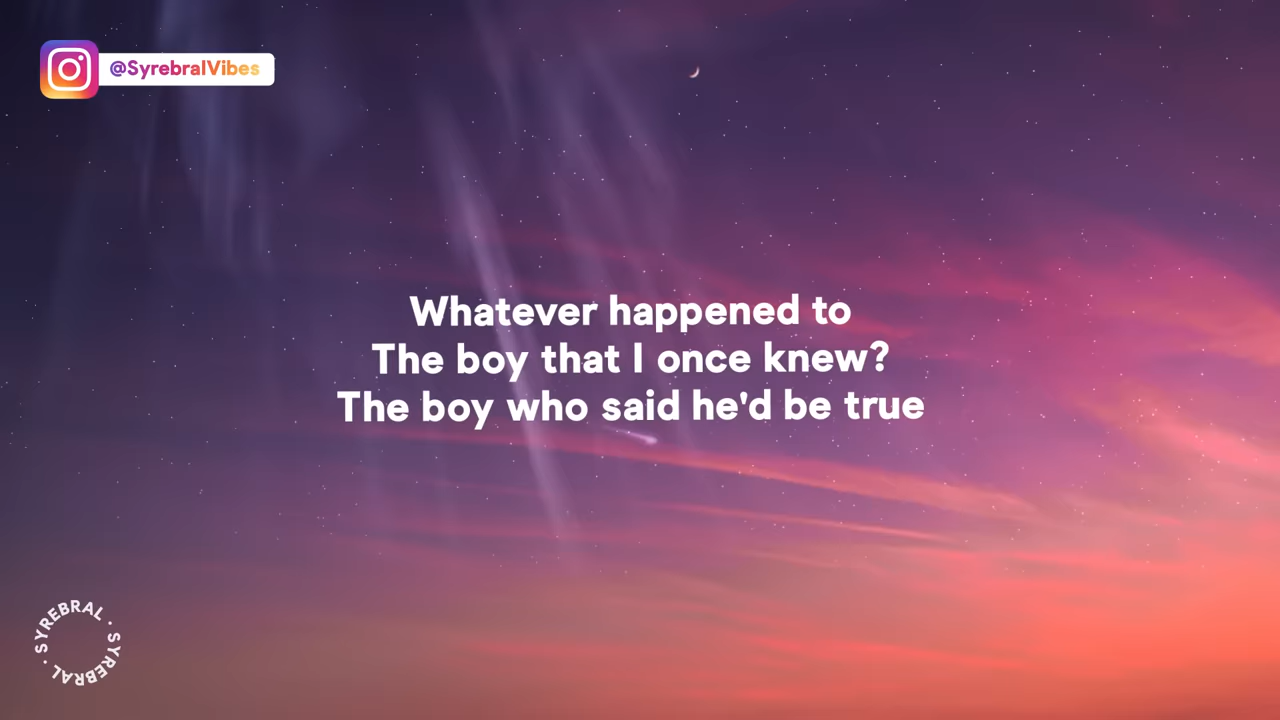 @SyrebralVibes
Whatever happened to
The boy that I once knew?
The boy who said he'd be true
SYREBRAL · SYREBRAL ·